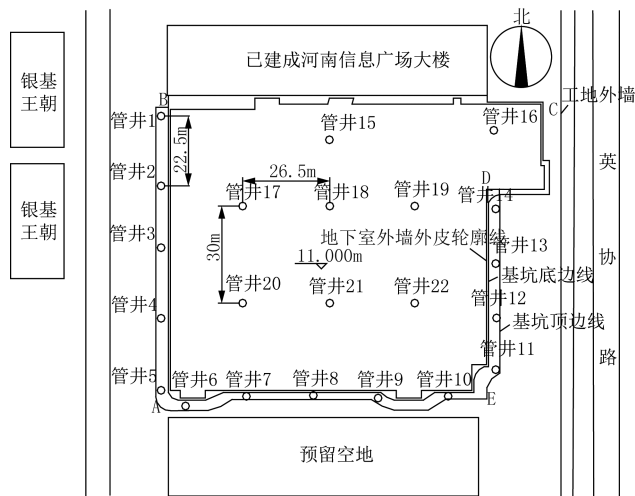 北
已建成河南信息广场大楼
银基
王朝
B
C
工地外墙
管井1
管井15
管井16
22.5m
英
管井2
26.5m
D
管井17
管井18
管井19
管井14
银基
王朝
管井3
30m
地下室外墙外皮轮廓线
管井13
11.000m
协
基坑底边线
管井20
管井21
管井22
管井12
管井4
基坑顶边线
管井11
路
管井5
管井6
管井7
管井8
管井9
管井10
A
E
预留空地